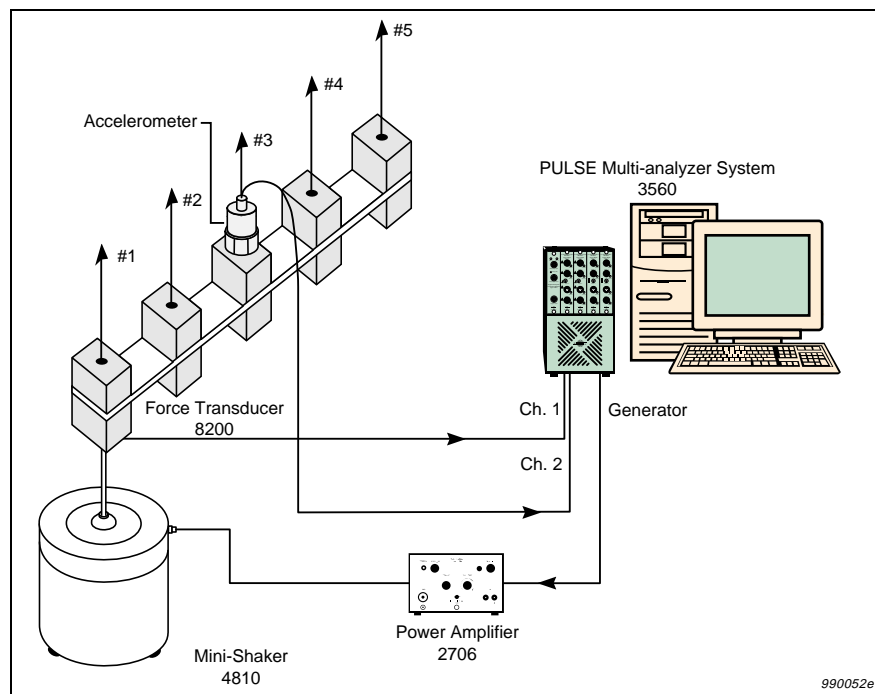 #5
#4
Accelerometer
#3
PULSE Multi-analyzer System
3560
#2
#1
Force Transducer
8200
Ch. 1
Generator
Ch. 2
Power Amplifier
2706
Mini-Shaker
4810
990052e